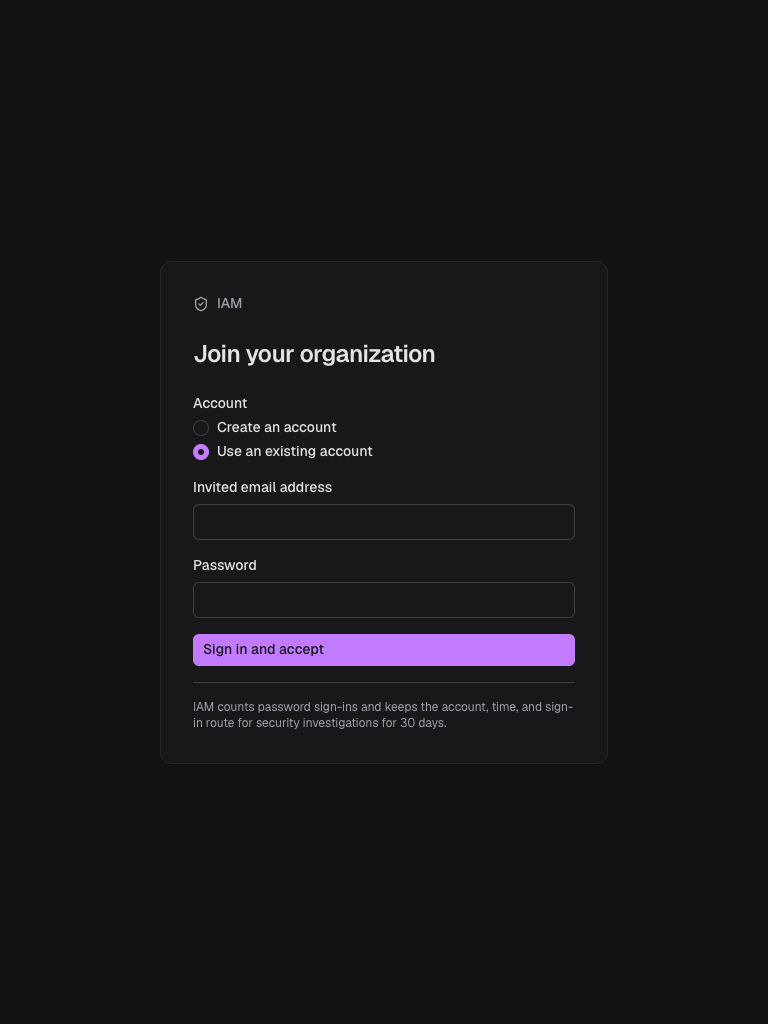 IAM
Join your organization
Account
Create an account
Use an existing account
Invited email address
Password
Sign in and accept
IAM counts password sign-ins and keeps the account, time, and sign-
in route for security investigations for 30 days.